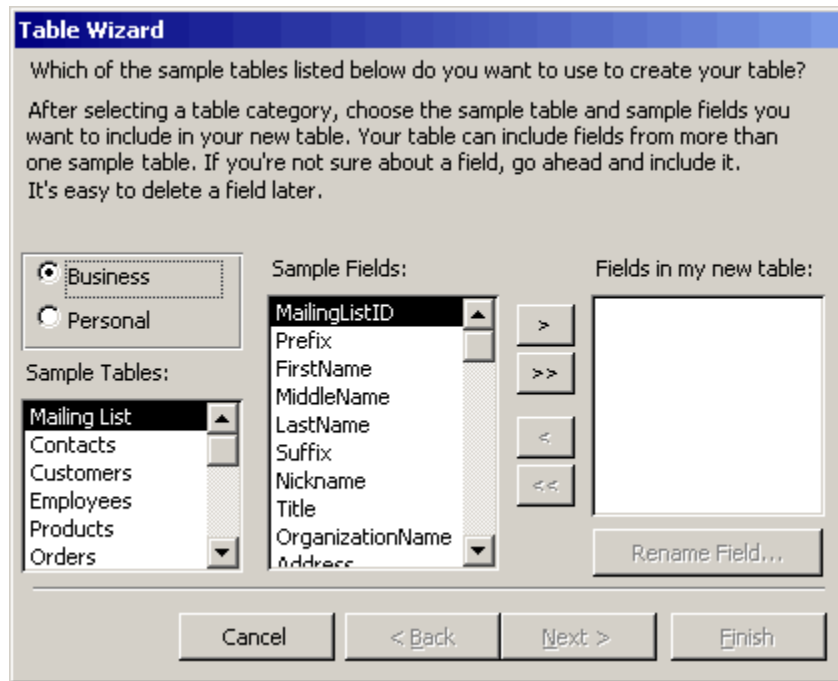 Table Wizard
Which of the sample tables listed below do you want to use to create your table?
After selecting a table category, choose the sample table and sample fields you
want to include in your new table. Your table can include fields from more than
one sample table. If you're not sure about a field, go ahead and include it.
It's easy to delete a field later.
Business
Personal
Sample Tables:
Mailing List
Contacts
Customers
Employees
Products
Orders
Sample Fields:
MailingListID
Prefix
FirstName
MiddleName
LastName
Suffix
Nickname
Title
OrganizationName
Address
>
>>
<
<<
Fields in my new table:
Rename Field...
Cancel
< Back
Next >
Finish